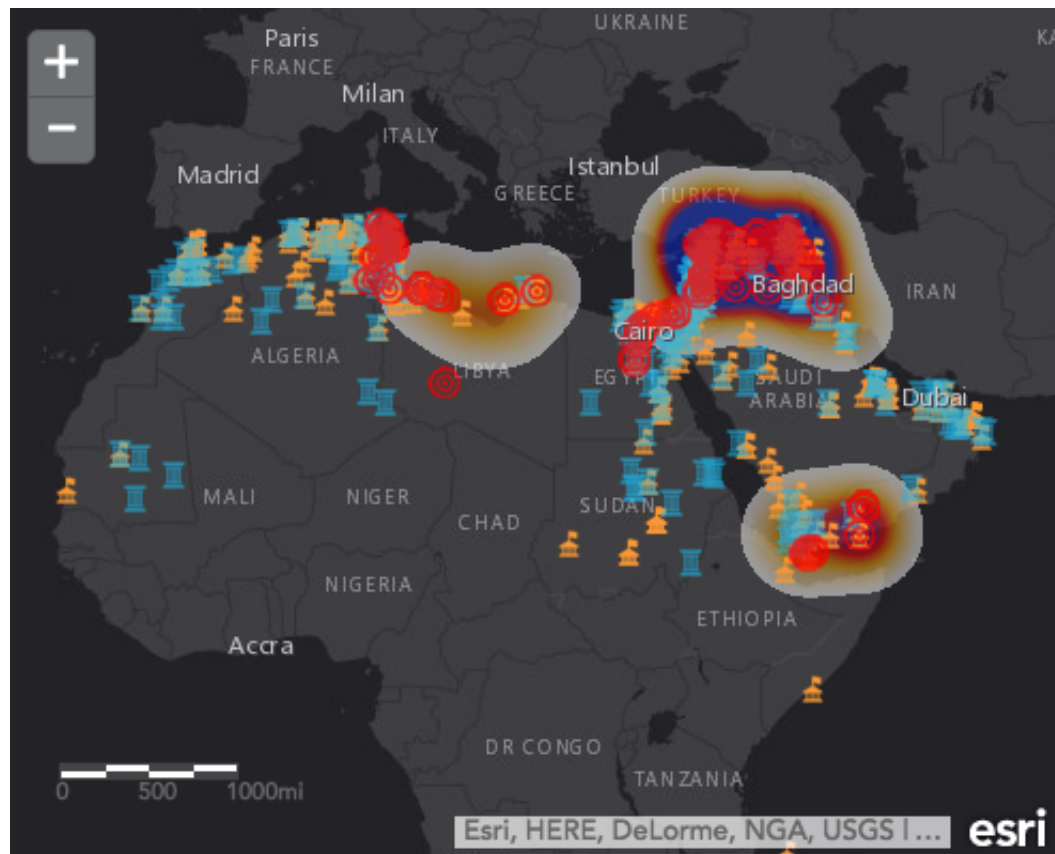 UKRAINE
Paris
KA
FRANCE
Milan
ITALY
Istanbul
Madrid
GREECE
TURKEY
Baghdad
IRAN
Cairo
ALGERIA
LIBYA
EGYPT
SAUDI
ARABIA
Dubai
MALI
NIGER
SUDAN
CHAD
NIGERIA
ETHIOPIA
Accra
DR CONGO
TANZANIA
0 500 1000mi
Esri, HERE, DeLorme, NGA, USGS | ...
esri